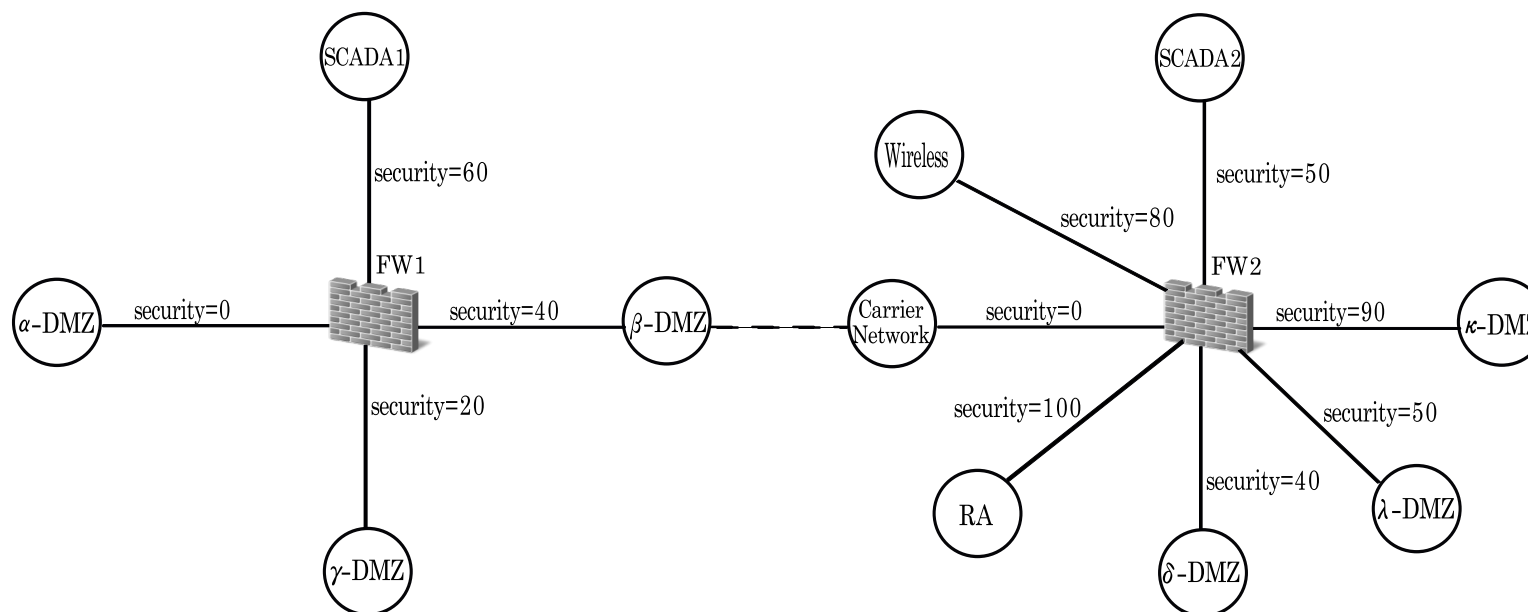 SCADA1
SCADA2
Wireless
security=60
security=50
security=80
FW1
FW2
α-DMZ
security=0
security=40
β-DMZ
Carrier
Network
security=0
security=90
κ-DMZ
security=20
security=100
security=50
security=40
RA
λ-DMZ
γ-DMZ
δ-DMZ